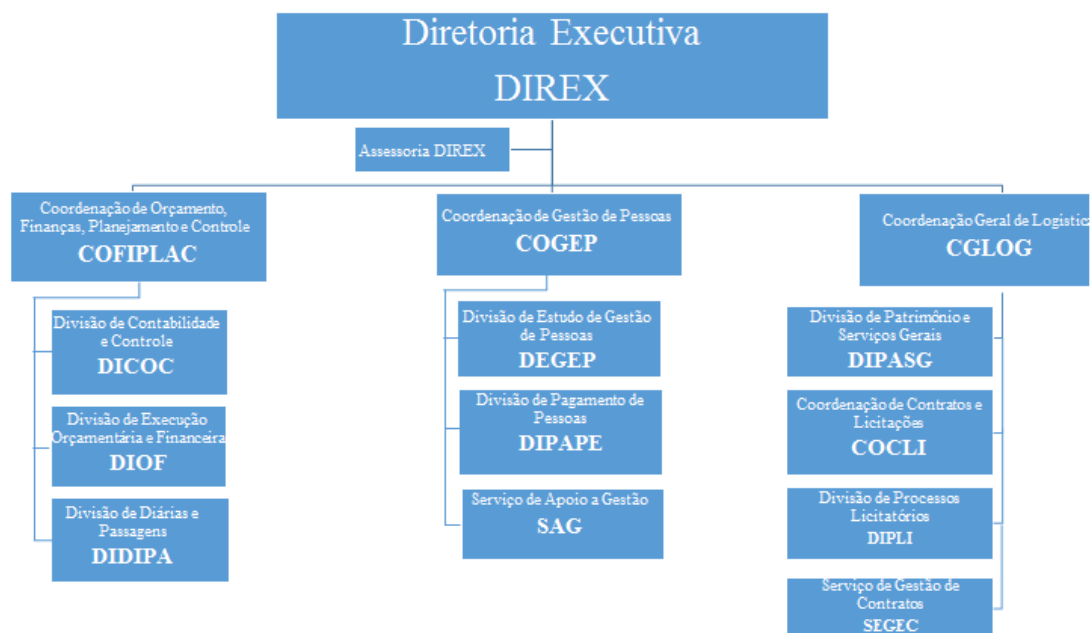 Diretoria Executiva
DIREX
Assessoria DIREX
Coordenação de Orçamento,
Finanças, Planejamento e Controle
COFIPLAC
Divisão de Contabilidade
e Controle
DICOC
Divisão de Execução
Orçamentária e Financeira
DIOF
Divisão de Diárias e
Passagens
DIDIPA
Coordenação de Gestão de Pessoas
COGEP
Divisão de Estudo de Gestão
de Pessoas
DEGEP
Divisão de Pagamento de
Pessoas
DIPAPE
Serviço de Apoio a Gestão
SAG
Coordenação Geral de Logística
CGLOG
Divisão de Patrimônio e
Serviços Gerais
DIPASG
Coordenação de Contratos e
Licitações
COCLI
Divisão de Processos
Licitatórios
DIPLI
Serviço de Gestão de
Contratos
SEGEC